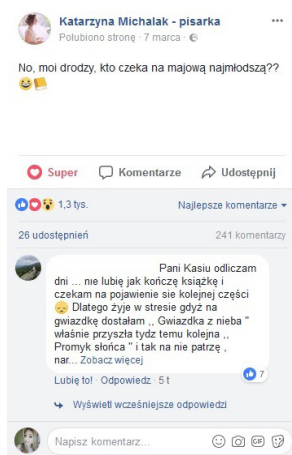 Katarzyna Michalak - pisarka
Polubiono stronę · 7 marca ·
No, moi drodzy, kto czeka na majową najmłodszą??
Super Komentarze Udostępnij
1,3 tys. Najlepsze komentarze
26 udostępnień 241 komentarzy
Pani Kasiu odliczam
dni ... nie lubię jak kończę książkę i
czekam na pojawienie sie kolejnej części
Dlatego żyje w stresie gdyż na
gwiazdkę dostałam ,, Gwiazdka z nieba "
właśnie przyszła tydz temu kolejna ,,
Promyk słońca " i tak na nie patrzę ,
nar... Zobacz więcej
7
Lubię to! · Odpowiedz · 5 t
Wyświetl wcześniejsze odpowiedzi
Napisz komentarz...
GIF